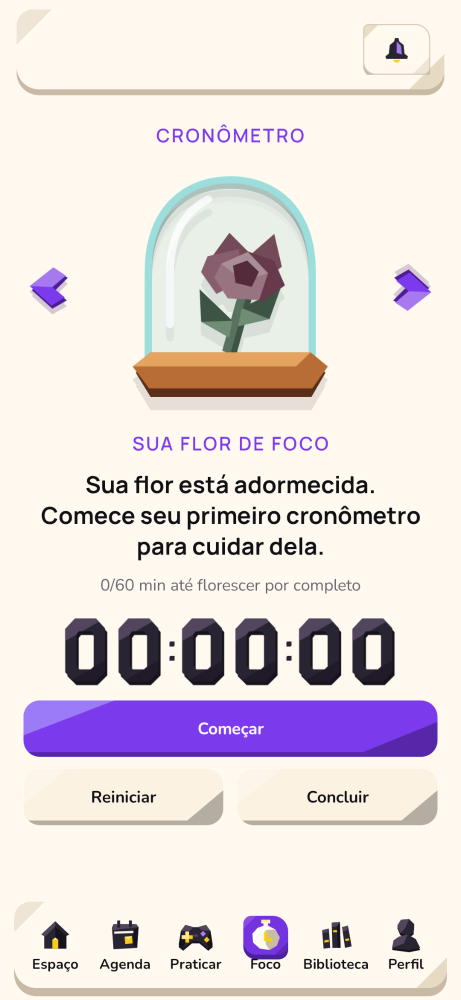 CRONÔMETRO
SUA FLOR DE FOCO
Sua flor está adormecida.
Comece seu primeiro cronômetro
para cuidar dela.
0/60 min até florescer por completo
00:00:00
Começar
Reiniciar
Concluir
Espaço
Agenda
Praticar
Foco
Biblioteca
Perfil